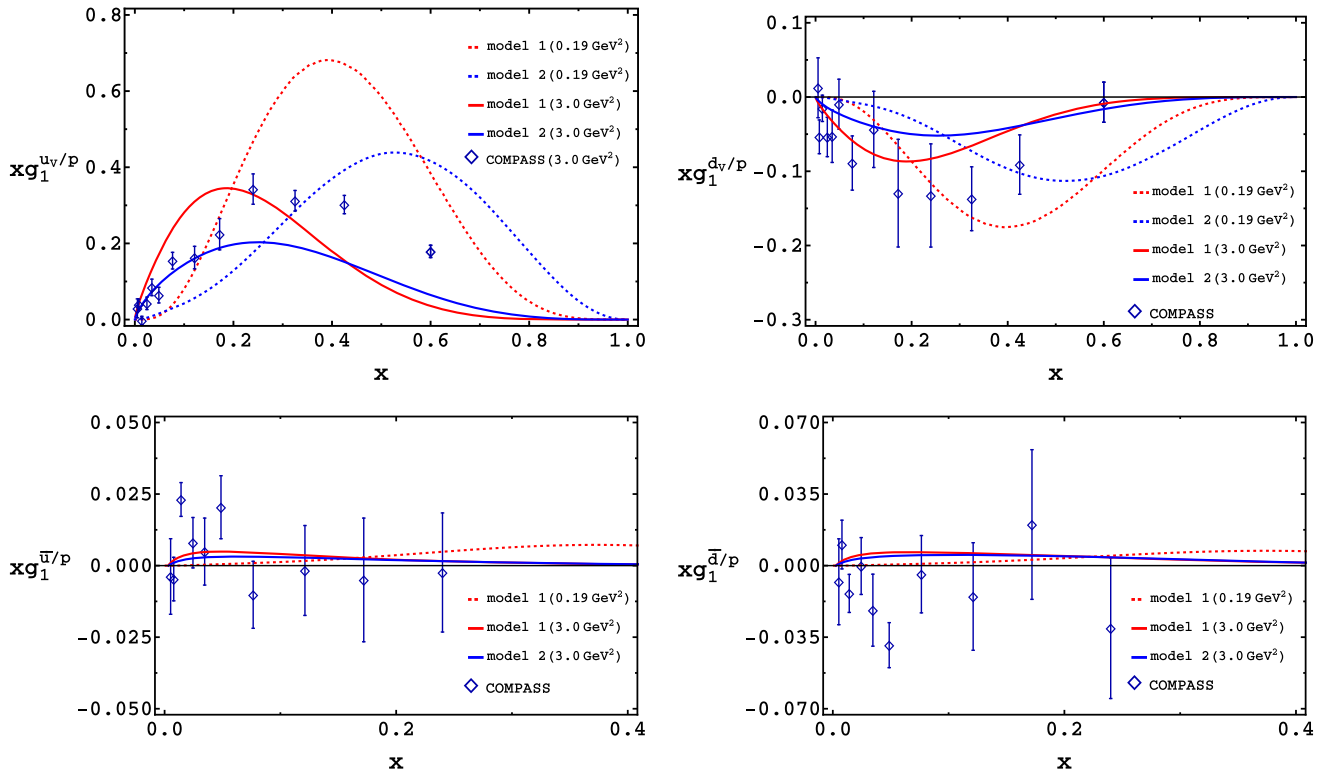 xg₁^{u_V/p}
0.8
0.6
0.4
0.2
0.0
model 1(0.19 GeV²)
model 2(0.19 GeV²)
model 1(3.0 GeV²)
model 2(3.0 GeV²)
COMPASS(3.0 GeV²)
0.0 0.2 0.4 0.6 0.8 1.0
x
xg₁^{d_V/p}
0.1
0.0
-0.1
-0.2
-0.3
model 1(0.19 GeV²)
model 2(0.19 GeV²)
model 1(3.0 GeV²)
model 2(3.0 GeV²)
COMPASS
0.0 0.2 0.4 0.6 0.8 1.0
x
xg₁^{u̅/p}
0.050
0.025
0.000
-0.025
-0.050
model 1(0.19 GeV²)
model 1(3.0 GeV²)
model 2(3.0 GeV²)
COMPASS
0.0 0.2 0.4
x
xg₁^{d̅/p}
0.070
0.035
0.000
-0.035
-0.070
model 1(0.19 GeV²)
model 1(3.0 GeV²)
model 2(3.0 GeV²)
COMPASS
0.0 0.2 0.4
x